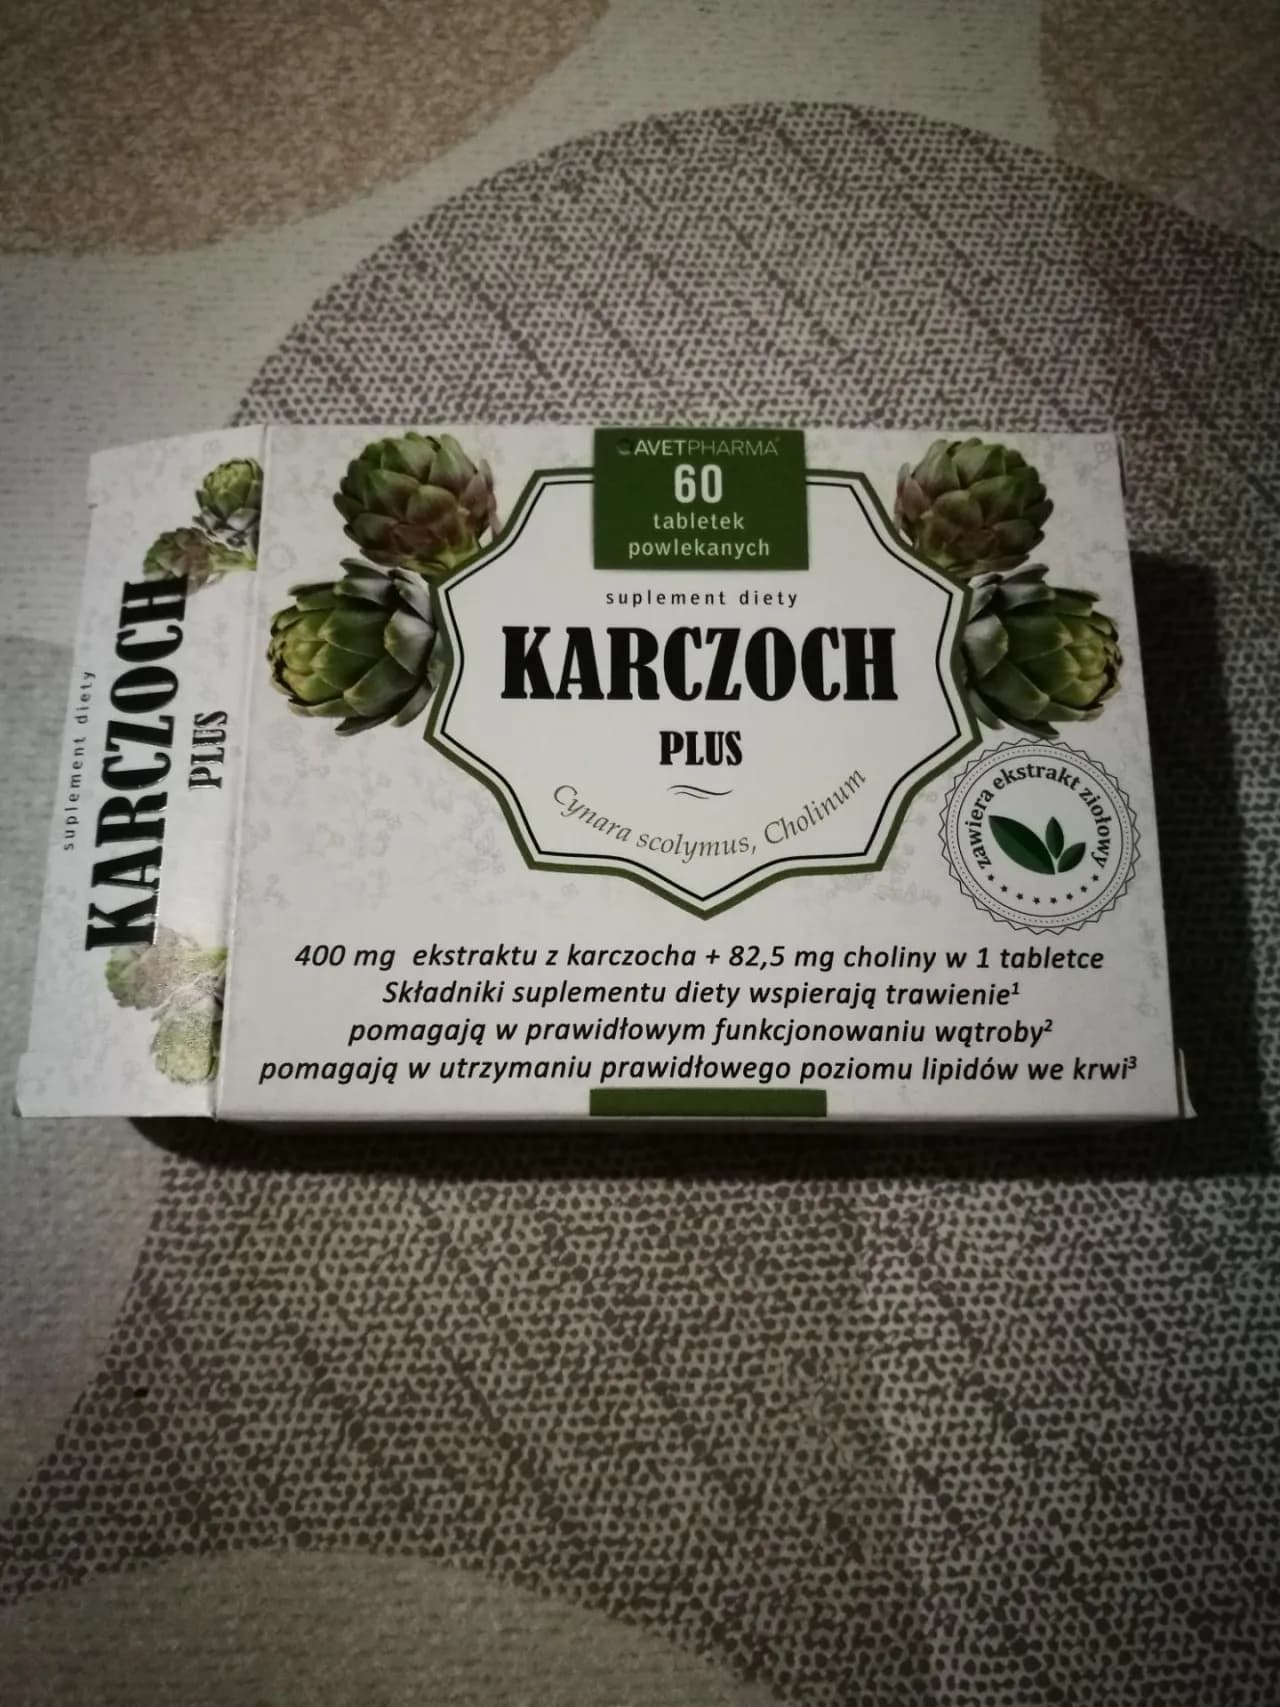 AVETPHARMA
60
tabletek
powlekanych
suplement diety
KARCZOCH
PLUS
Cynara scolymus, Cholinum
zawiera ekstrakt ziołowy
400 mg ekstraktu z karczocha + 82,5 mg choliny w 1 tabletce
Składniki suplementu diety wspierają trawienie¹
pomagają w prawidłowym funkcjonowaniu wątroby²
pomagają w utrzymaniu prawidłowego poziomu lipidów we krwi³
suplement diety
KARCZOCH
PLUS